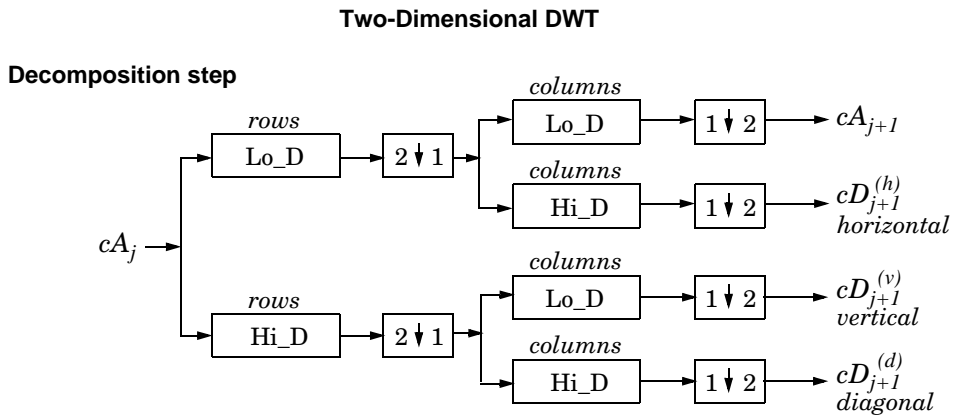 Two-Dimensional DWT
Decomposition step
columns
rows
Lo_D
1 ↓ 2
cA_{j+1}
Lo_D
2 ↓ 1
columns
Hi_D
1 ↓ 2
cD_{j+1}^{(h)}
horizontal
cA_j
columns
rows
Lo_D
1 ↓ 2
cD_{j+1}^{(v)}
vertical
Hi_D
2 ↓ 1
columns
Hi_D
1 ↓ 2
cD_{j+1}^{(d)}
diagonal